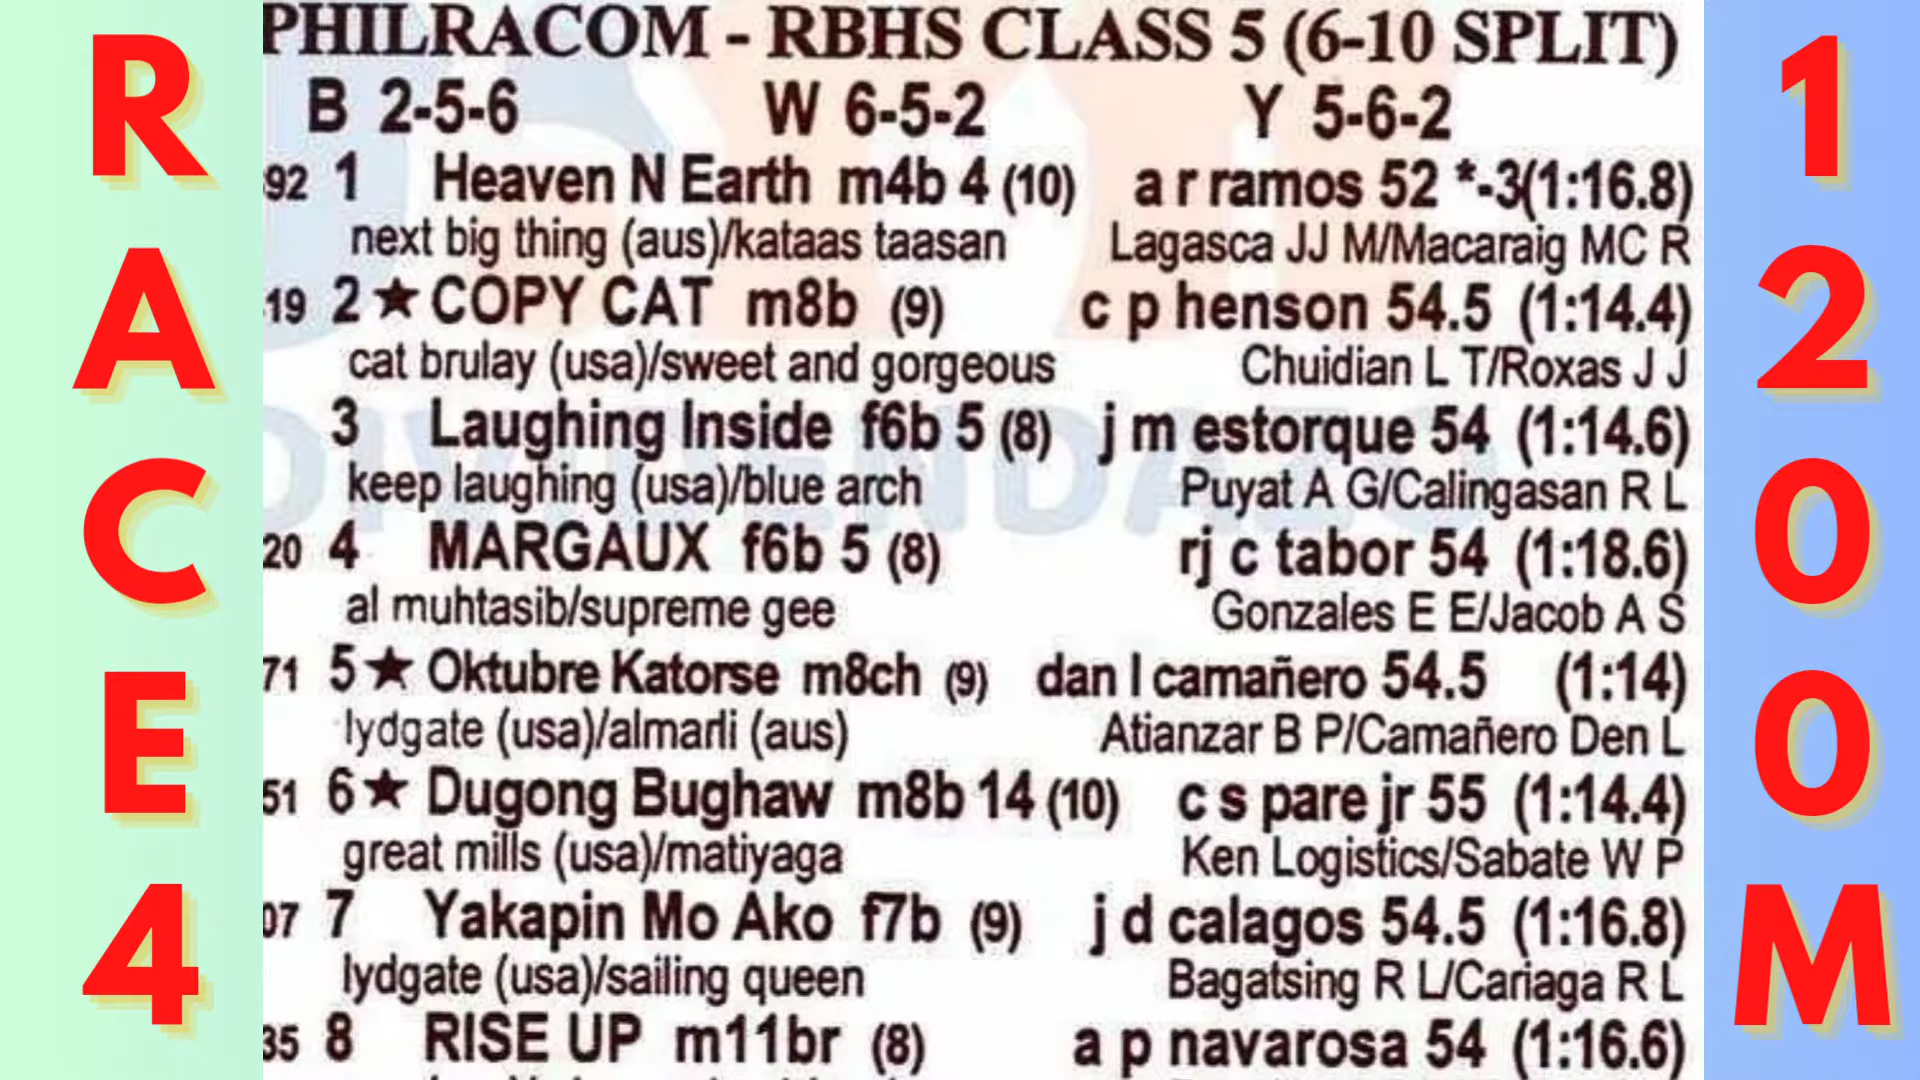 RACE 4
PHILRACOM - RBHS CLASS 5 (6-10 SPLIT)
B 2-5-6 W 6-5-2 Y 5-6-2
92 1 Heaven N Earth m4b 4 (10) a r ramos 52 *-3(1:16.8)
next big thing (aus)/kataas taasan Lagasca JJ M/Macaraig MC R
19 2 ★ COPY CAT m8b (9) c p henson 54.5 (1:14.4)
cat brulay (usa)/sweet and gorgeous Chuidian L T/Roxas J J
3 Laughing Inside f6b 5 (8) j m estorque 54 (1:14.6)
keep laughing (usa)/blue arch Puyat A G/Calingasan R L
20 4 MARGAUX f6b 5 (8) rj c tabor 54 (1:18.6)
al muhtasib/supreme gee Gonzales E E/Jacob A S
71 5 ★ Oktubre Katorse m8ch (9) dan l camañero 54.5 (1:14)
lydgate (usa)/almarli (aus) Atianzar B P/Camañero Den L
51 6 ★ Dugong Bughaw m8b 14 (10) c s pare jr 55 (1:14.4)
great mills (usa)/matiyaga Ken Logistics/Sabate W P
07 7 Yakapin Mo Ako f7b (9) j d calagos 54.5 (1:16.8)
lydgate (usa)/sailing queen Bagatsing R L/Cariaga R L
35 8 RISE UP m11br (8) a p navarosa 54 (1:16.6)
1200M